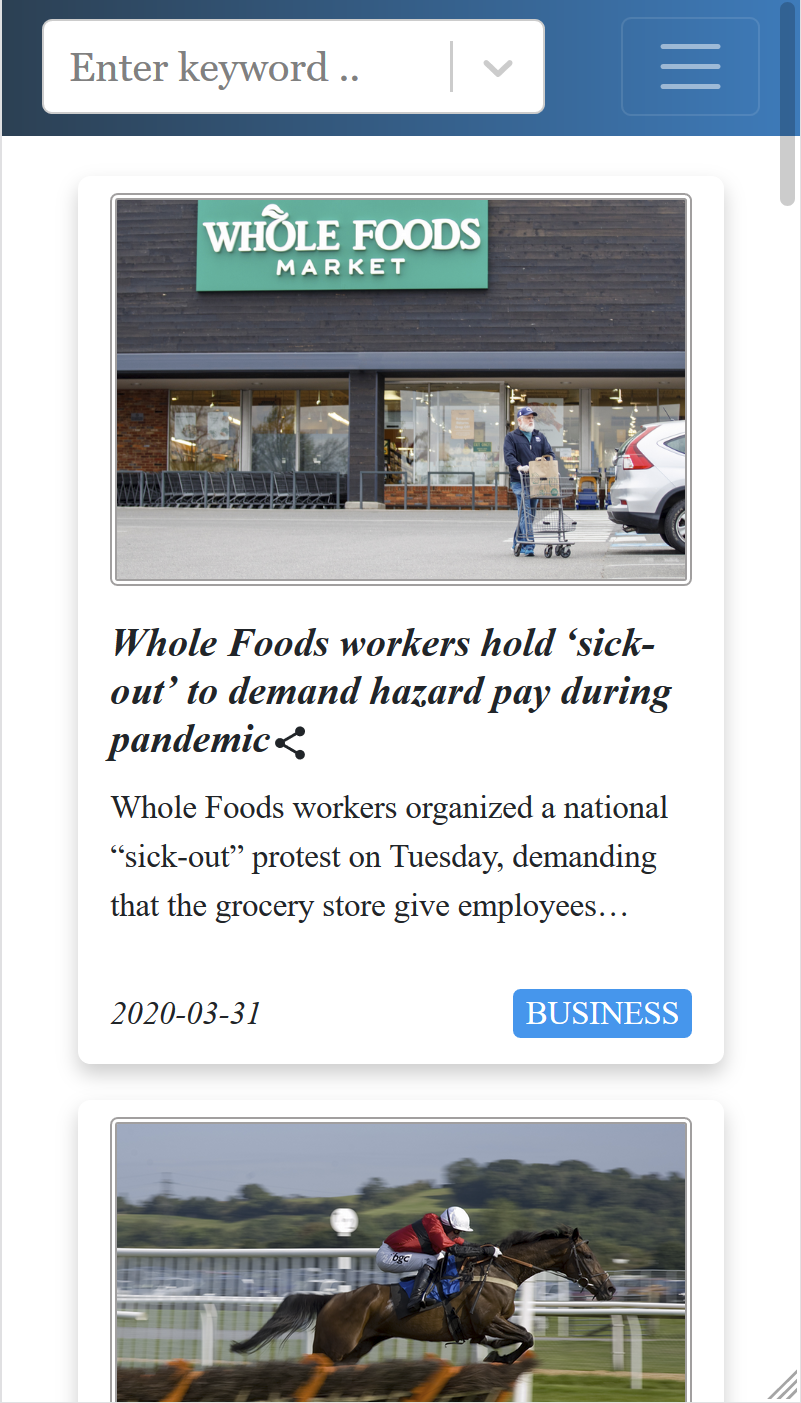 Enter keyword ..
WHOLE FOODS
MARKET
Whole Foods workers hold ‘sick-
out’ to demand hazard pay during
pandemic
Whole Foods workers organized a national
“sick-out” protest on Tuesday, demanding
that the grocery store give employees…
2020-03-31
BUSINESS
bgc